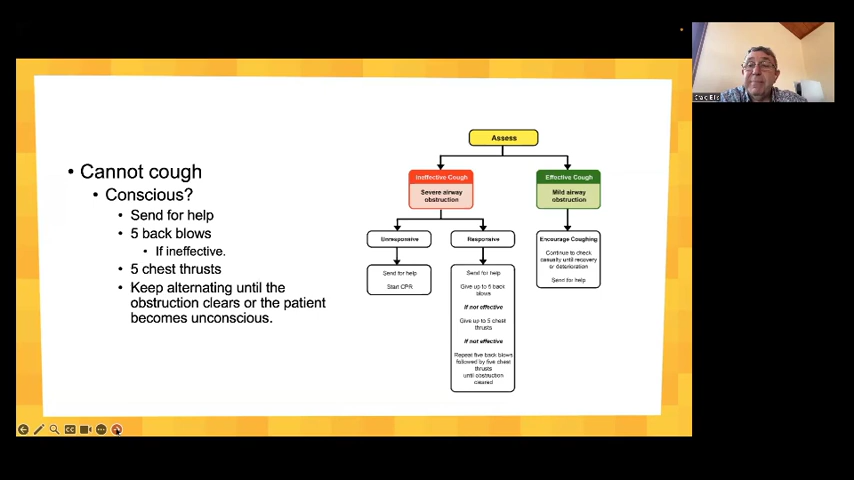 • Cannot cough
• Conscious?
• Send for help
• 5 back blows
• If ineffective.
• 5 chest thrusts
• Keep alternating until the
obstruction clears or the patient
becomes unconscious.
Assess
Ineffective Cough
Severe airway
obstruction
Effective Cough
Mild airway
obstruction
Unresponsive
Responsive
Encourage Coughing
Continue to check
casualty until recovery
or deterioration
Send for help
Send for help
Start CPR
Send for help
Give up to 5 back
blows
If not effective
Give up to 5 chest
thrusts
If not effective
Repeat five back blows
followed by five chest
thrusts
until obstruction
cleared
CC